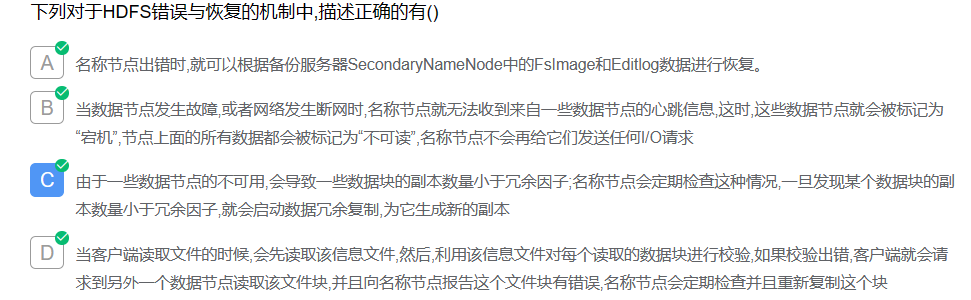 下列对于HDFS错误与恢复的机制中,描述正确的有()
A 名称节点出错时,就可以根据备份服务器SecondaryNameNode中的FsImage和Editlog数据进行恢复。
B 当数据节点发生故障,或者网络发生断网时,名称节点就无法收到来自一些数据节点的心跳信息,这时,这些数据节点就会被标记为
“宕机”,节点上面的所有数据都会被标记为“不可读”,名称节点不会再给它们发送任何I/O请求
C 由于一些数据节点的不可用,会导致一些数据块的副本数量小于冗余因子;名称节点会定期检查这种情况,一旦发现某个数据块的副
本数量小于冗余因子,就会启动数据冗余复制,为它生成新的副本
D 当客户端读取文件的时候,会先读取该信息文件,然后,利用该信息文件对每个读取的数据块进行校验,如果校验出错,客户端就会请
求到另外一个数据节点读取该文件块,并且向名称节点报告这个文件块有错误,名称节点会定期检查并且重新复制这个块